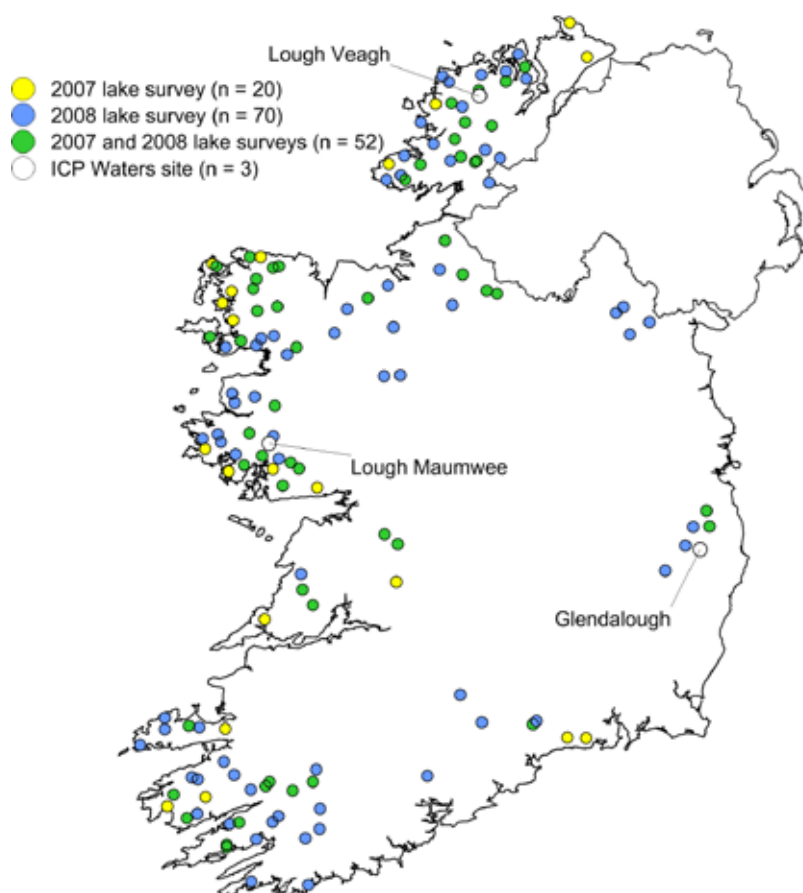 Lough Veagh
2007 lake survey (n = 20)
2008 lake survey (n = 70)
2007 and 2008 lake surveys (n = 52)
ICP Waters site (n = 3)
Lough Maumwee
Glendalough